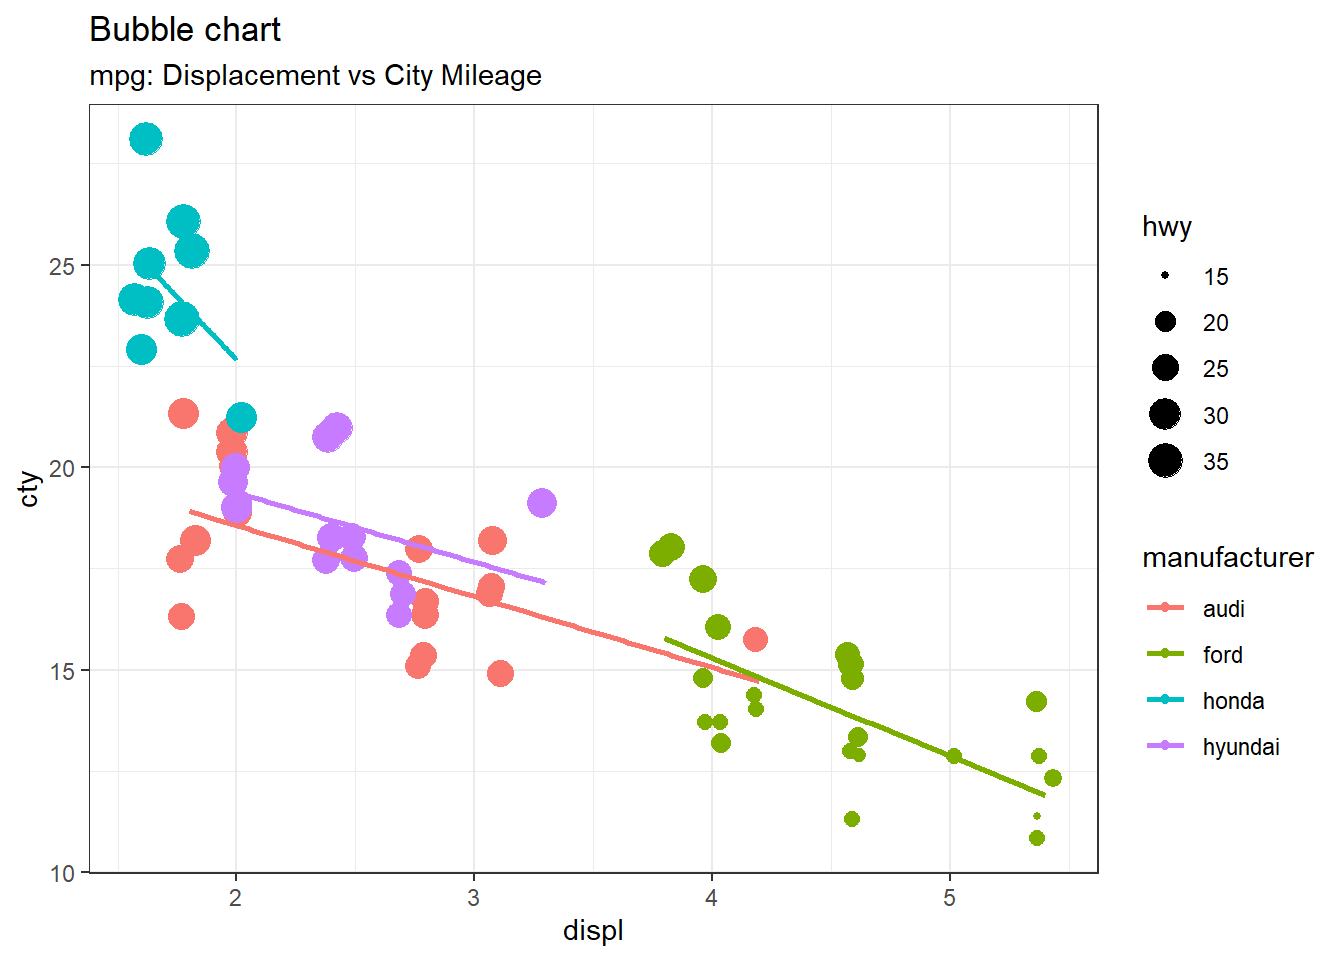 Bubble chart
mpg: Displacement vs City Mileage
cty
25
20
15
10
2
3
4
5
displ
hwy
15
20
25
30
35
manufacturer
audi
ford
honda
hyundai